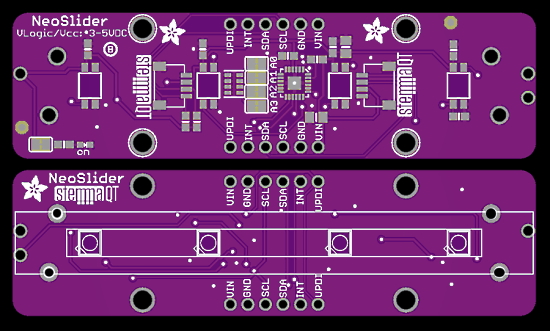 NeoSlider
VLogic/Vcc: 3-5VDC
UPDI INT SDA SCL GND VIN
stemma QT
stemma QT
A3 A2 A1 A0
on
UPDI INT SDA SCL GND VIN
NeoSlider
stemma QT
VIN GND SCL SDA INT UPDI
VIN GND SCL SDA INT UPDI